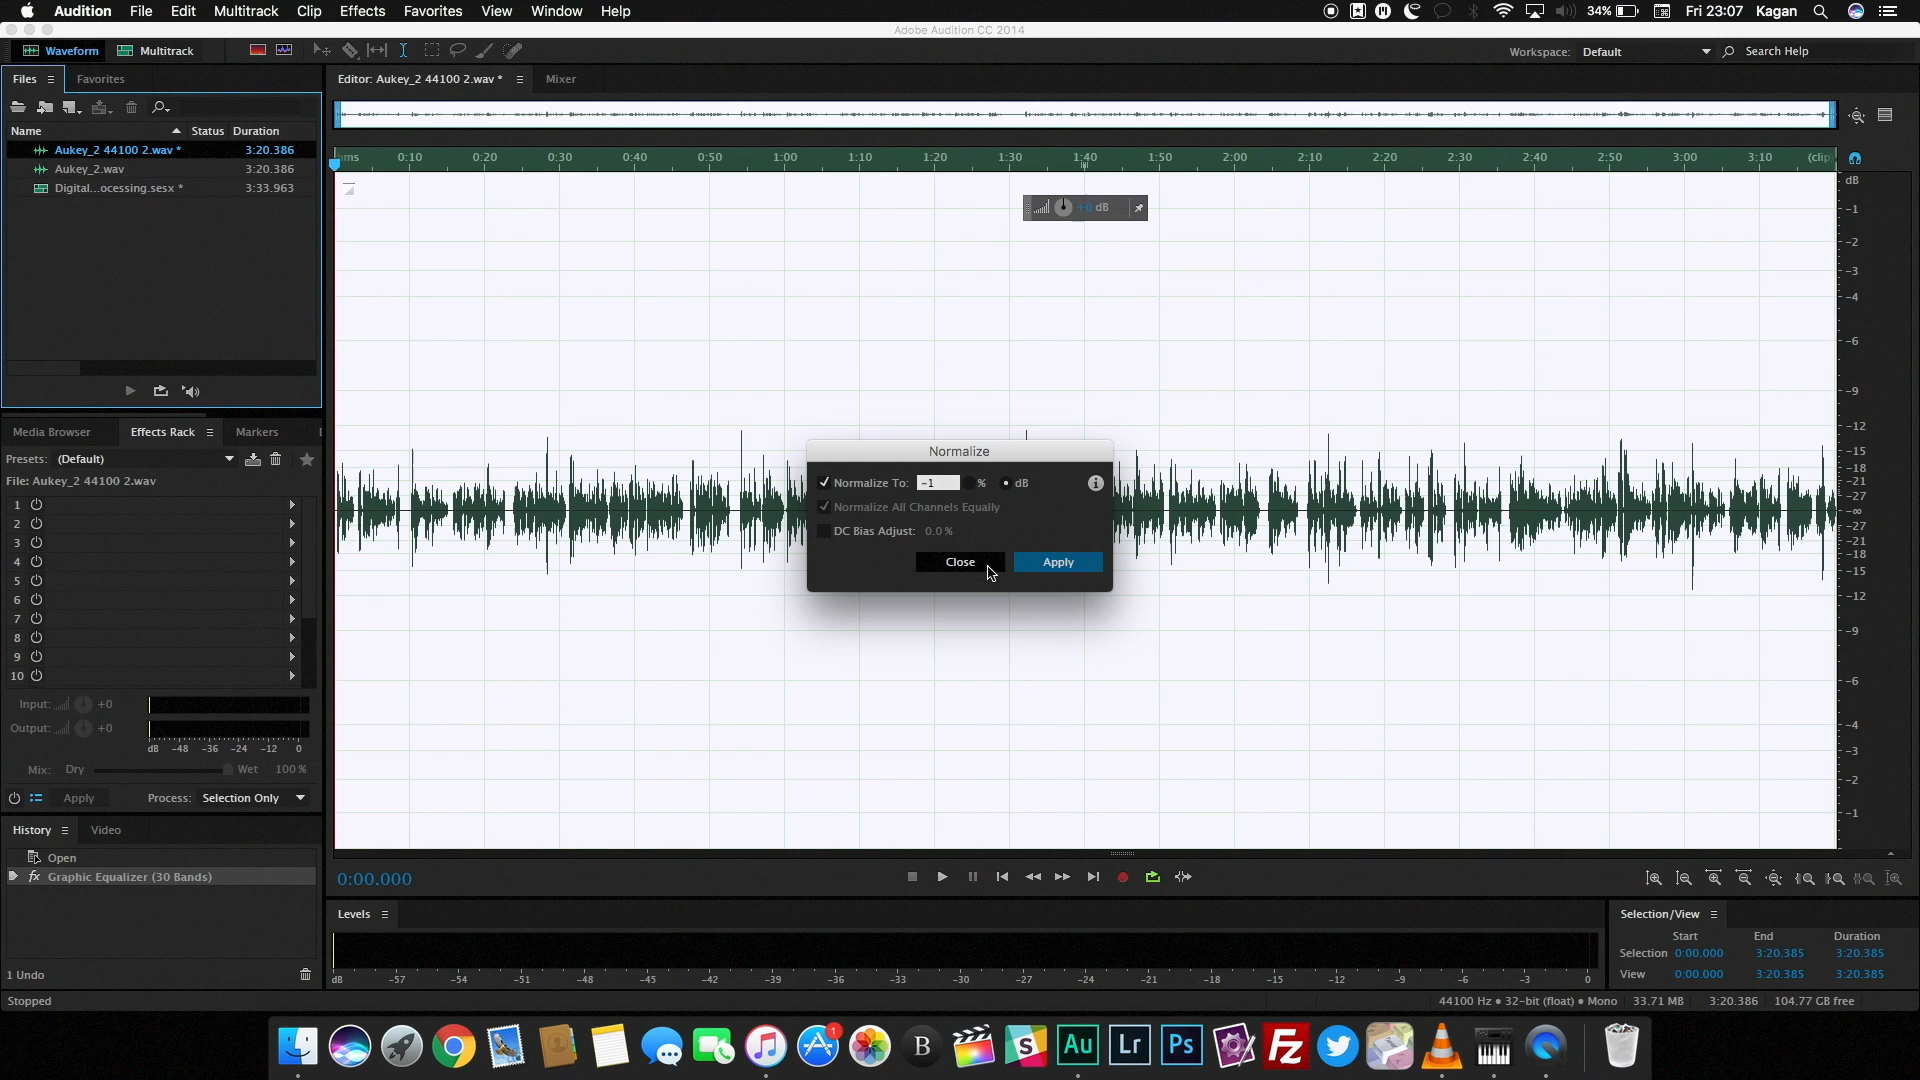 Audition File Edit Multitrack Clip Effects Favorites View Window Help 34% Fri 23:07 Kagan
Adobe Audition CC 2014
Waveform Multitrack Workspace: Default Search Help
Files Favorites
Editor: Aukey_2 44100 2.wav * Mixer
Name Status Duration
Aukey_2 44100 2.wav * 3:20.386
Aukey_2.wav 3:20.386
Digital...ocessing.sesx * 3:33.963
hms 0:10 0:20 0:30 0:40 0:50 1:00 1:10 1:20 1:30 1:40 1:50 2:00 2:10 2:20 2:30 2:40 2:50 3:00 3:10 (clip)
+0 dB
dB
-1
-2
-3
-4
-6
-9
-12
-15
-18
-21
-27
-∞
-27
-21
-18
-15
-12
-9
-6
-4
-3
-2
-1
Normalize
Normalize To: -1 % dB
Normalize All Channels Equally
DC Bias Adjust: 0.0 %
Close Apply
Media Browser Effects Rack Markers
Presets: (Default)
File: Aukey_2 44100 2.wav
1
2
3
4
5
6
7
8
9
10
Input: +0
Output: +0
dB -48 -36 -24 -12 0
Mix: Dry Wet 100 %
Apply Process: Selection Only
History Video
Open
fx Graphic Equalizer (30 Bands)
1 Undo
Stopped
0:00.000
Levels
dB -57 -54 -51 -48 -45 -42 -39 -36 -33 -30 -27 -24 -21 -18 -15 -12 -9 -6 -3 0
Selection/View
Start End Duration
Selection 0:00.000 3:20.385 3:20.385
View 0:00.000 3:20.385 3:20.385
44100 Hz • 32-bit (float) • Mono 33.71 MB 3:20.386 104.77 GB free
1 B S Au Lr Ps Fz